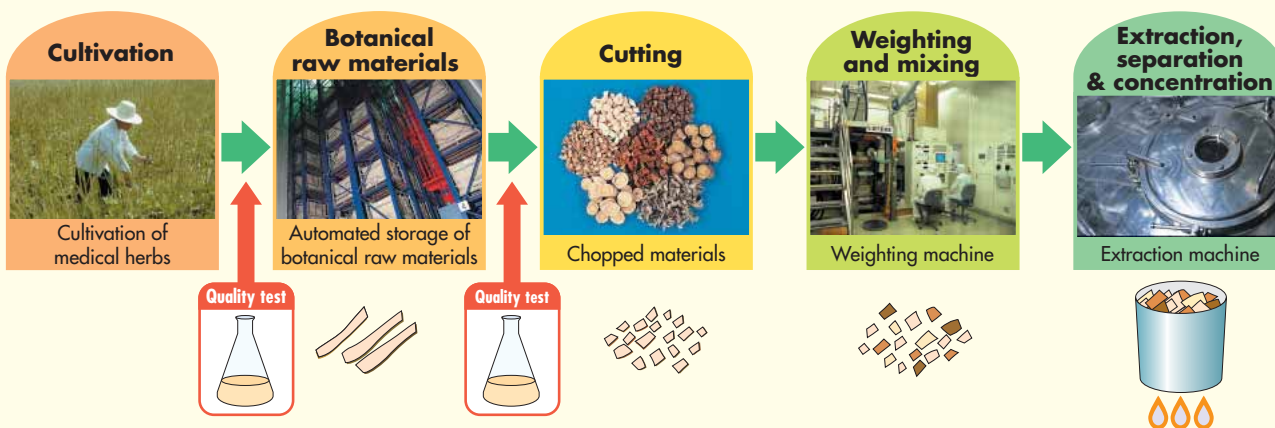 Cultivation
Cultivation of
medical herbs
Botanical
raw materials
Automated storage of
botanical raw materials
Cutting
Chopped materials
Weighting
and mixing
Weighting machine
Extraction,
separation
& concentration
Extraction machine
Quality test
Quality test